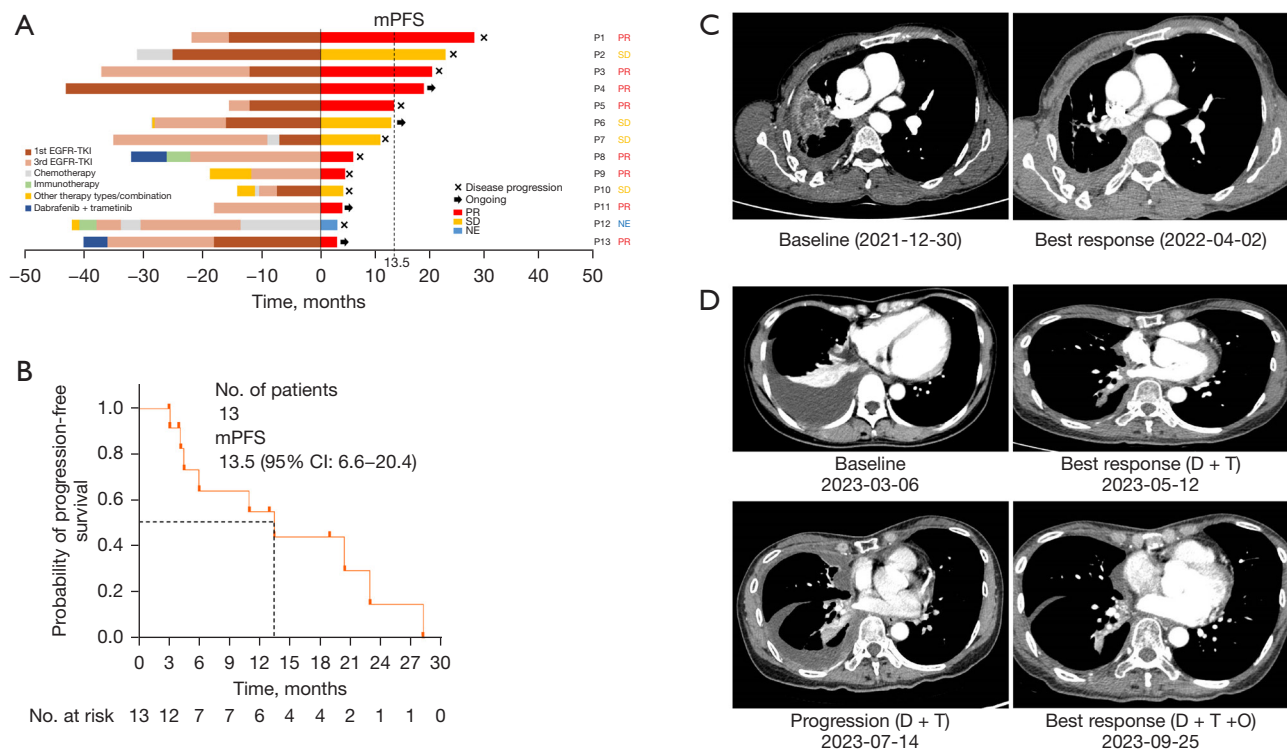 A
mPFS
P1 PR
P2 SD
P3 PR
P4 PR
P5 PR
P6 SD
P7 SD
P8 PR
P9 PR
P10 SD
P11 PR
P12 NE
P13 PR
1st EGFR-TKI
3rd EGFR-TKI
Chemotherapy
Immunotherapy
Other therapy types/combination
Dabrafenib + trametinib
Disease progression
Ongoing
PR
SD
NE
13.5
−50 −40 −30 −20 −10 0 10 20 30 40 50
Time, months
B
No. of patients
13
mPFS
13.5 (95% CI: 6.6–20.4)
Probability of progression-free
survival
1.0
0.8
0.6
0.4
0.2
0.0
0 3 6 9 12 15 18 21 24 27 30
Time, months
No. at risk 13 12 7 7 6 4 4 2 1 1 0
C
Baseline (2021-12-30)
Best response (2022-04-02)
D
Baseline
2023-03-06
Best response (D + T)
2023-05-12
Progression (D + T)
2023-07-14
Best response (D + T +O)
2023-09-25